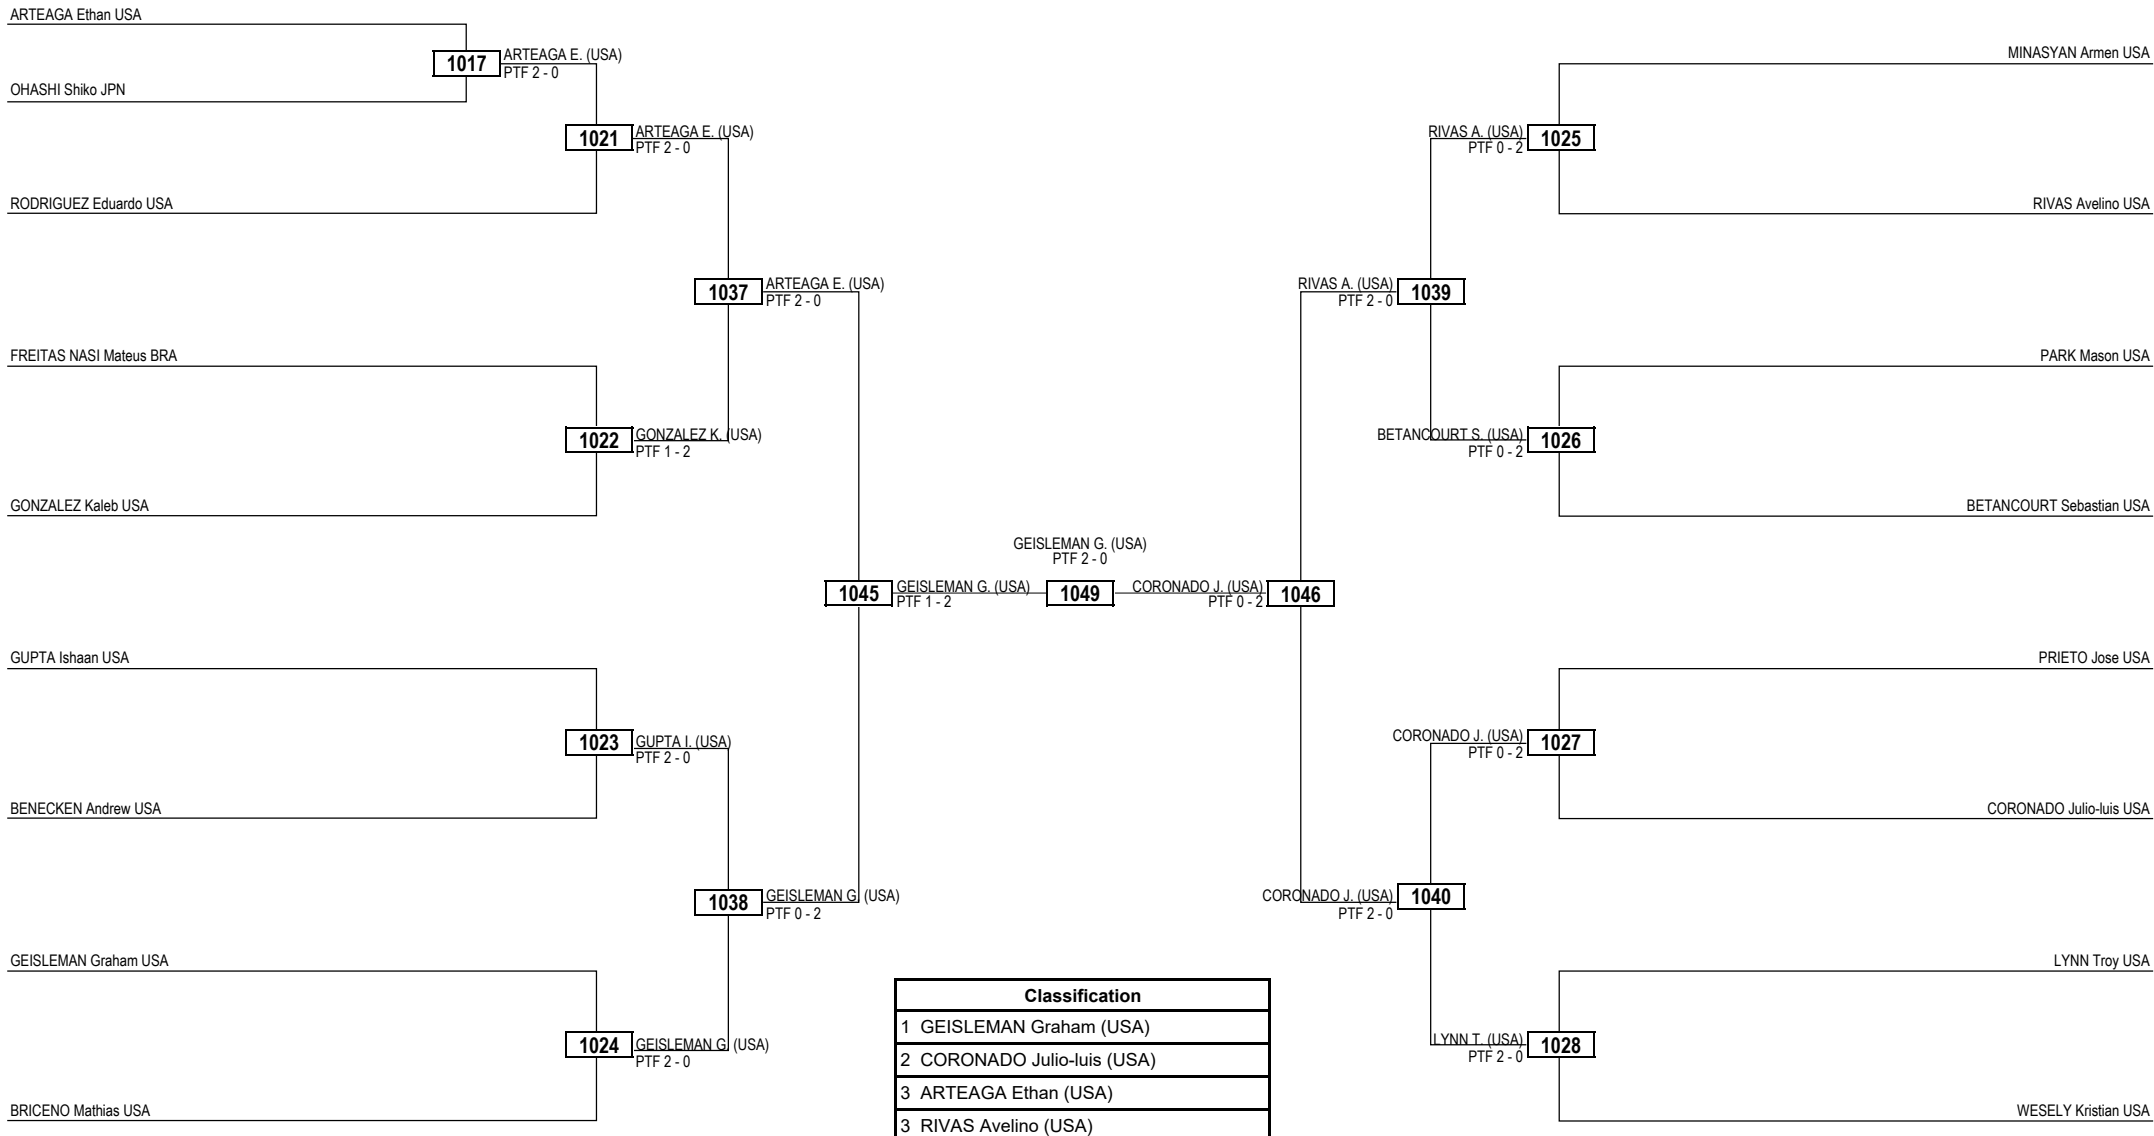 ARTEAGA Ethan USA
1017
ARTEAGA E. (USA)
PTF 2 - 0
OHASHI Shiko JPN
1021
ARTEAGA E. (USA)
PTF 2 - 0
RODRIGUEZ Eduardo USA
1037
ARTEAGA E. (USA)
PTF 2 - 0
FREITAS NASI Mateus BRA
1022
GONZALEZ K. (USA)
PTF 1 - 2
GONZALEZ Kaleb USA
1045
GEISLEMAN G. (USA)
PTF 1 - 2
GUPTA Ishaan USA
1023
GUPTA I. (USA)
PTF 2 - 0
BENECKEN Andrew USA
1038
GEISLEMAN G. (USA)
PTF 0 - 2
GEISLEMAN Graham USA
1024
GEISLEMAN G. (USA)
PTF 2 - 0
BRICENO Mathias USA
GEISLEMAN G. (USA)
PTF 2 - 0
1049
MINASYAN Armen USA
RIVAS A. (USA)
PTF 0 - 2
1025
RIVAS Avelino USA
RIVAS A. (USA)
PTF 2 - 0
1039
PARK Mason USA
BETANCOURT S. (USA)
PTF 0 - 2
1026
BETANCOURT Sebastian USA
CORONADO J. (USA)
PTF 0 - 2
1046
PRIETO Jose USA
CORONADO J. (USA)
PTF 0 - 2
1027
CORONADO Julio-luis USA
CORONADO J. (USA)
PTF 2 - 0
1040
LYNN Troy USA
LYNN T. (USA)
PTF 2 - 0
1028
WESELY Kristian USA
Classification
1 GEISLEMAN Graham (USA)
2 CORONADO Julio-luis (USA)
3 ARTEAGA Ethan (USA)
3 RIVAS Avelino (USA)